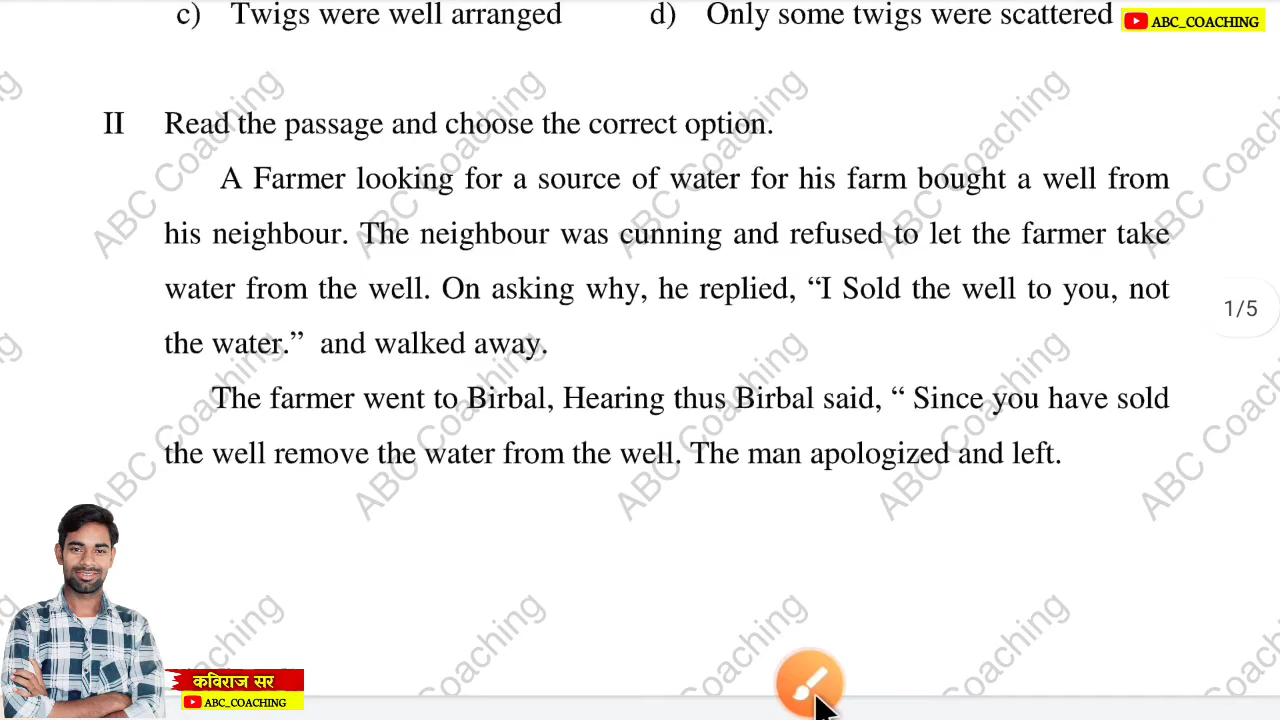 c) Twigs were well arranged d) Only some twigs were scattered
ABC_COACHING
II Read the passage and choose the correct option.
A Farmer looking for a source of water for his farm bought a well from
his neighbour. The neighbour was cunning and refused to let the farmer take
water from the well. On asking why, he replied, “I Sold the well to you, not
the water.” and walked away.
1/5
The farmer went to Birbal, Hearing thus Birbal said, “ Since you have sold
the well remove the water from the well. The man apologized and left.
ABC Coaching
कविराज सर
ABC_COACHING